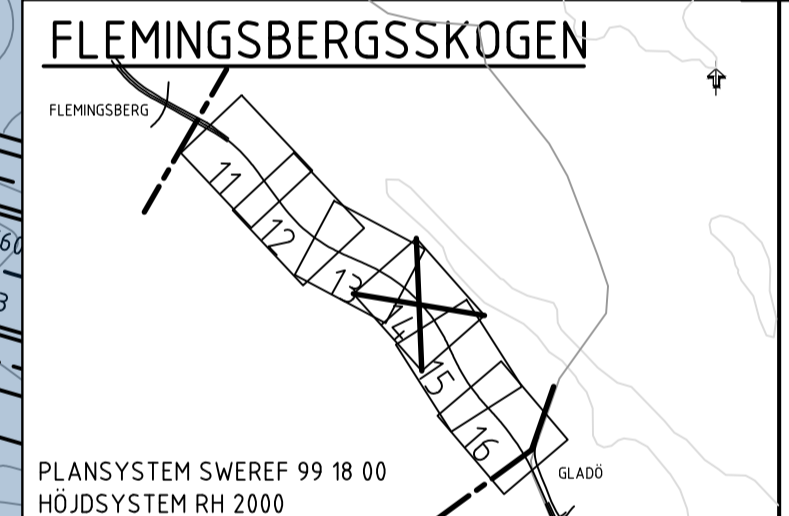 FLEMINGSBERGSSKOGEN
FLEMINGSBERG
11
12
13
14
15
16
GLADÖ
PLANSYSTEM SWEREF 99 18 00
HÖJDSYSTEM RH 2000